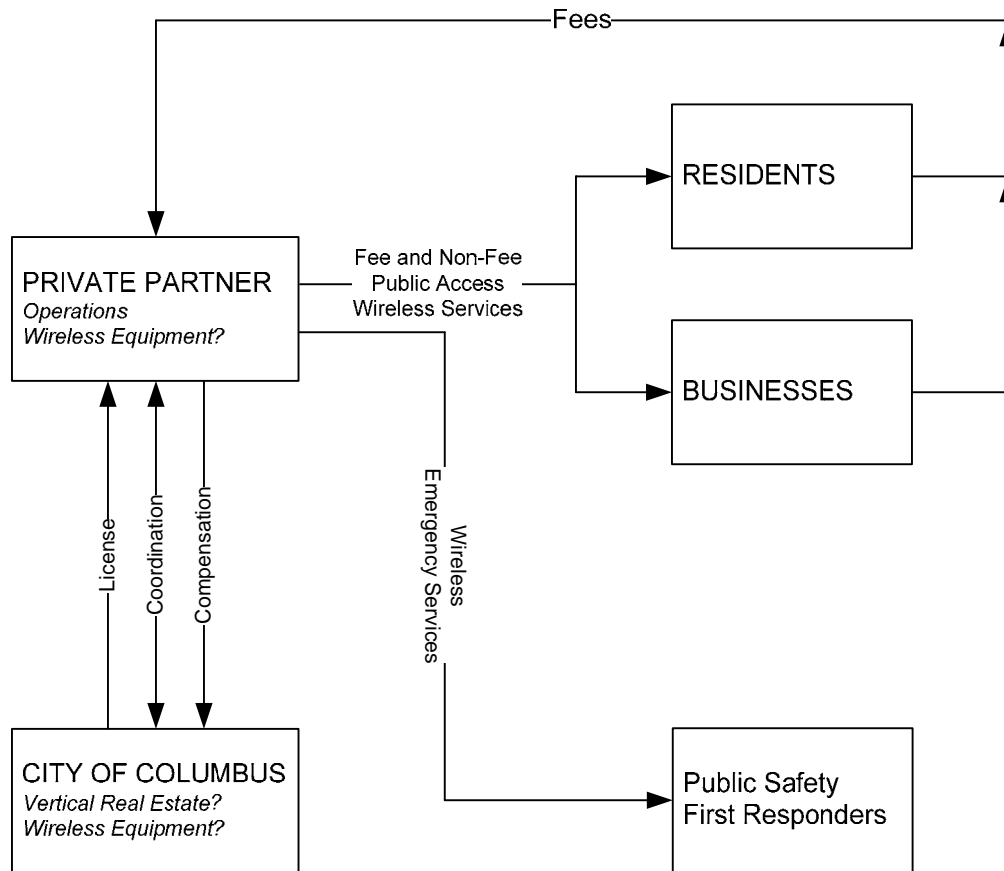 Fees
RESIDENTS
PRIVATE PARTNER
Operations
Wireless Equipment?
Fee and Non-Fee
Public Access
Wireless Services
BUSINESSES
License
Coordination
Compensation
Wireless
Emergency Services
CITY OF COLUMBUS
Vertical Real Estate?
Wireless Equipment?
Public Safety
First Responders